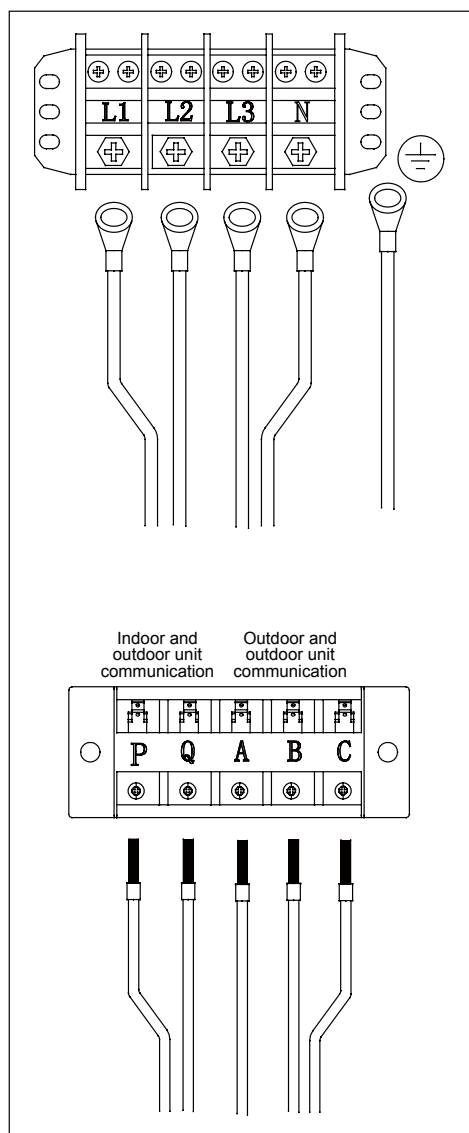 L1 L2 L3 N
Indoor and
outdoor unit
communication
Outdoor and
outdoor unit
communication
P Q A B C